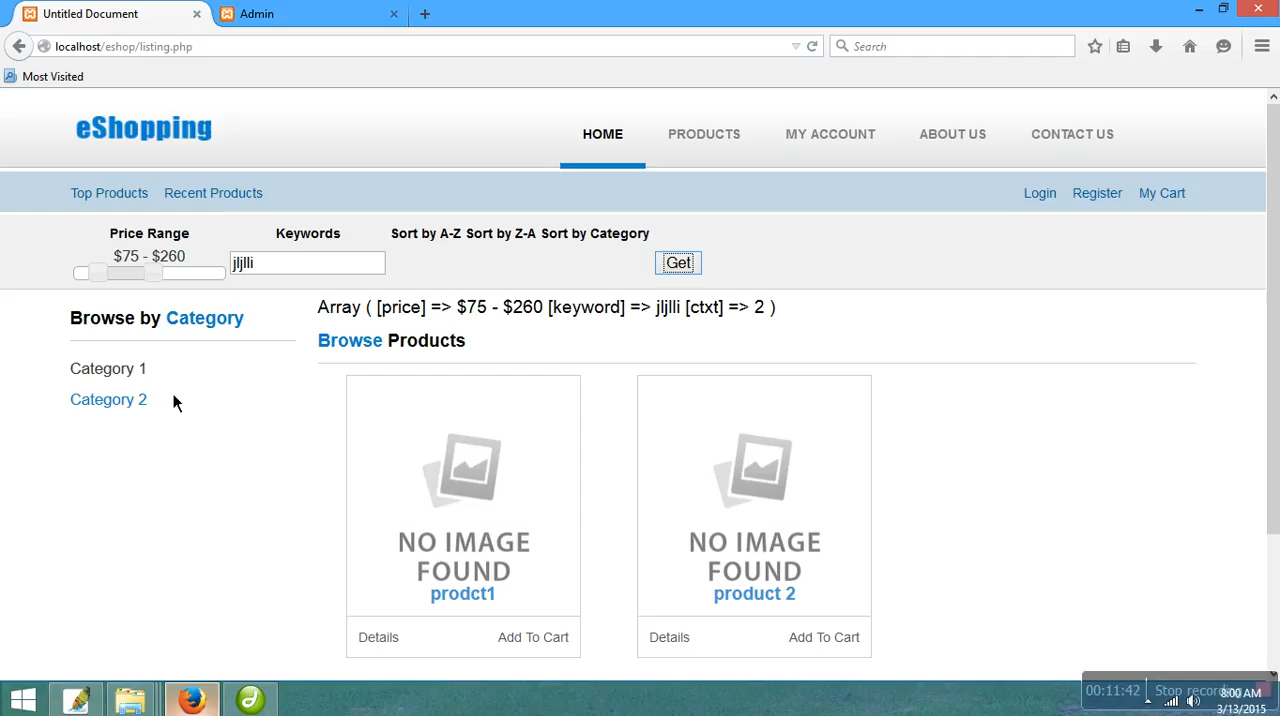 Untitled Document
Admin
localhost/eshop/listing.php
Search
Most Visited
eShopping
HOME PRODUCTS MY ACCOUNT ABOUT US CONTACT US
Top Products Recent Products
Login Register My Cart
Price Range Keywords Sort by A-Z Sort by Z-A Sort by Category
$75 - $260
jljlli
Get
Browse by Category
Category 1
Category 2
Array ( [price] => $75 - $260 [keyword] => jljlli [ctxt] => 2 )
Browse Products
NO IMAGE
FOUND
prodct1
Details Add To Cart
NO IMAGE
FOUND
product 2
Details Add To Cart
00:11:42 Stop recording
8:00 AM
3/13/2015